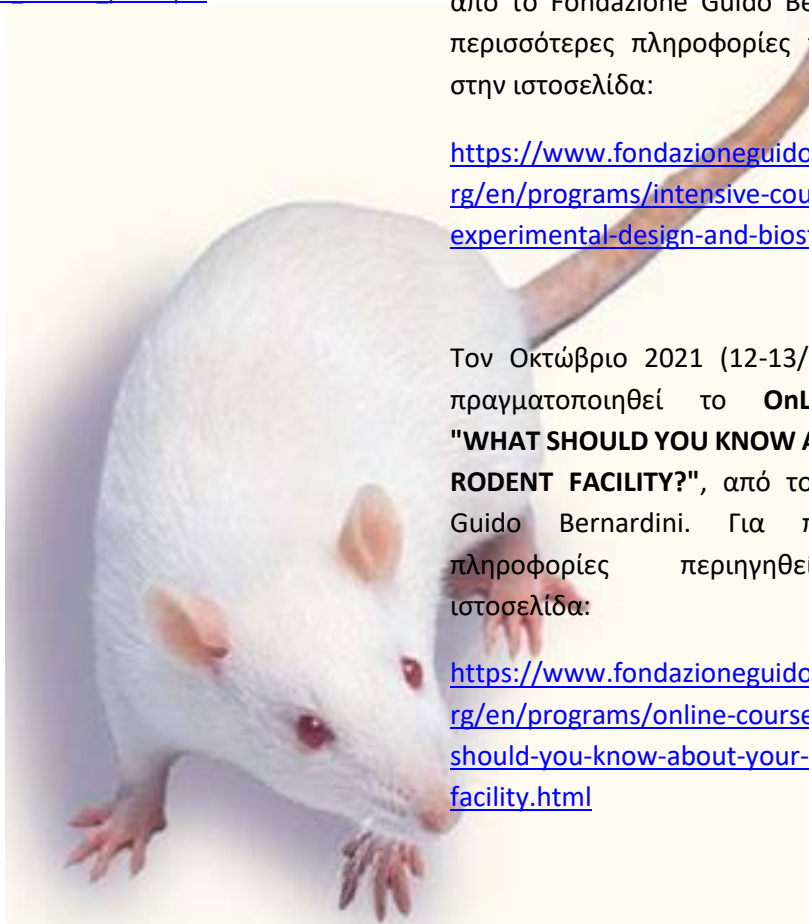 από το Fondazione Guido
περισσότερες πληροφορίες
στην ιστοσελίδα:
https://www.fondazioneguido
rg/en/programs/intensive-cou
experimental-design-and-bios
Τον Οκτώβριο 2021 (12-13/
πραγματοποιηθεί το OnL
"WHAT SHOULD YOU KNOW A
RODENT FACILITY?", από το
Guido Bernardini. Για π
πληροφορίες περιηγηθεί
ιστοσελίδα:
https://www.fondazioneguido
rg/en/programs/online-course
should-you-know-about-your-
facility.html